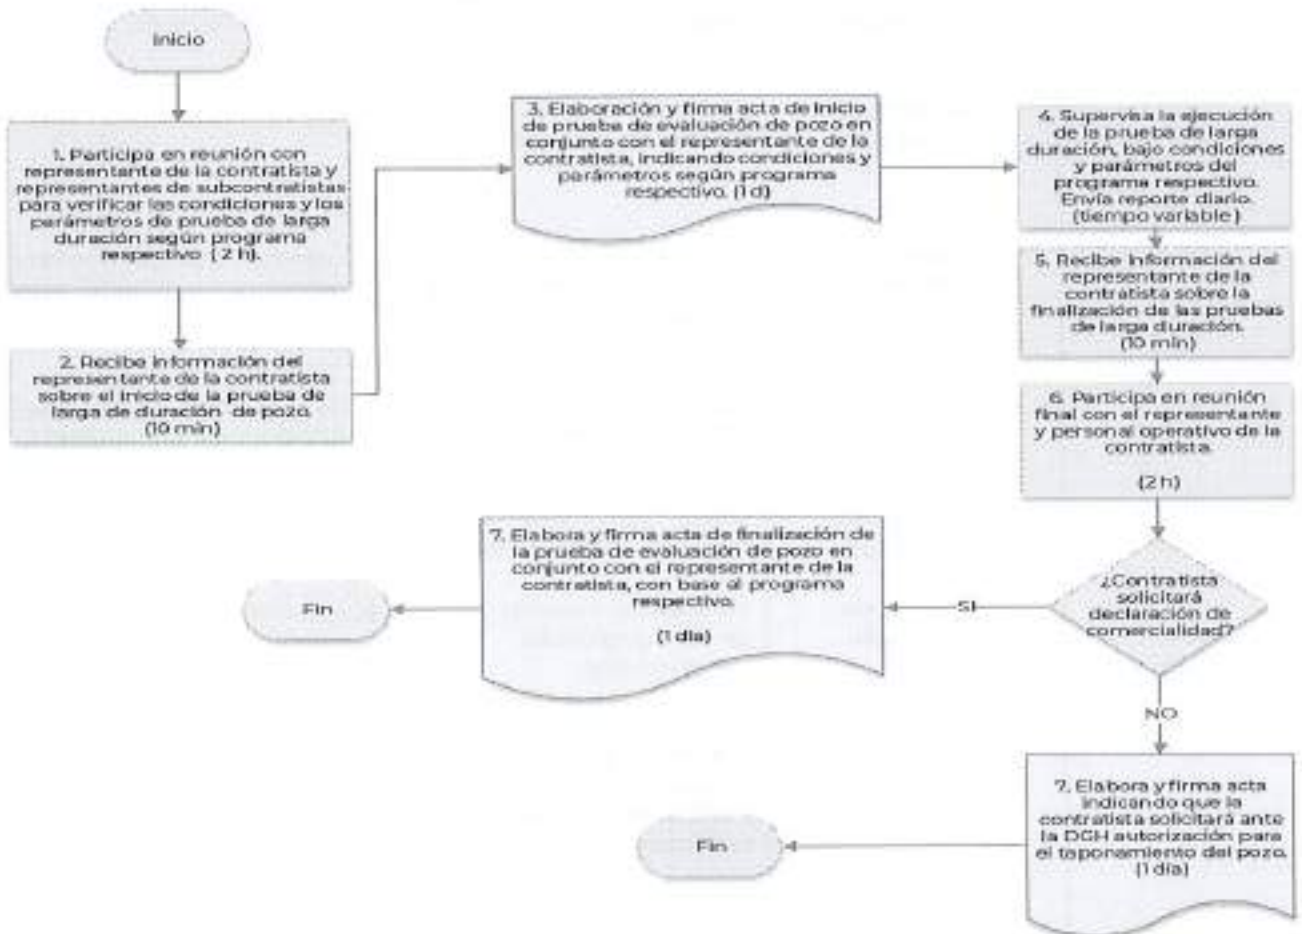 Inicio
1. Participa en reunión con
representante de la contratista y
representantes de subcontratistas
para verificar las condiciones y los
parámetros de prueba de larga
duración según programa
respectivo ( 2 h).
2. Recibe información del
representante de la contratista
sobre el inicio de la prueba de
larga de duración de pozo.
(10 min)
3. Elaboración y firma acta de Inicio
de prueba de evaluación de pozo en
conjunto con el representante de la
contratista, indicando condiciones y
parámetros según programa
respectivo. (1 d)
4. Supervisa la ejecución
de la prueba de larga
duración, bajo condiciones
y parámetros del
programa respectivo.
Envía reporte diario.
(tiempo variable)
5. Recibe información del
representante de la
contratista sobre la
finalización de las pruebas
de larga duración.
(10 min)
6. Participa en reunión
final con el representante
y personal operativo de la
contratista.
(2 h)
¿Contratista
solicitará
declaración de
comercialidad?
SI
7. Elabora y firma acta de finalización de
la prueba de evaluación de pozo en
conjunto con el representante de la
contratista, con base al programa
respectivo.
(1 día)
Fin
NO
7. Elabora y firma acta
indicando que la
contratista solicitará ante
la DGH autorización para
el taponamiento del pozo.
(1 día)
Fin